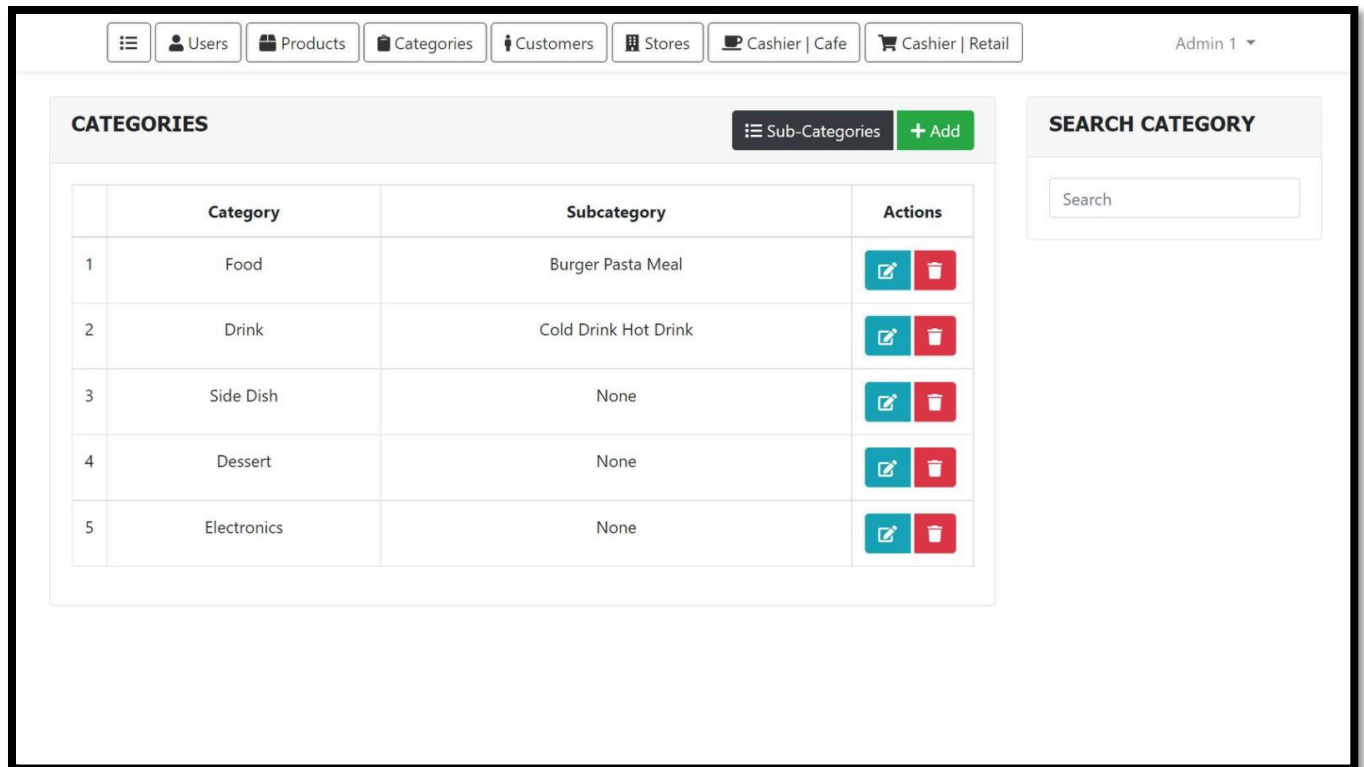 Users Products Categories Customers Stores Cashier | Cafe Cashier | Retail Admin 1
CATEGORIES Sub-Categories + Add
SEARCH CATEGORY
Search
Category Subcategory Actions
1 Food Burger Pasta Meal
2 Drink Cold Drink Hot Drink
3 Side Dish None
4 Dessert None
5 Electronics None